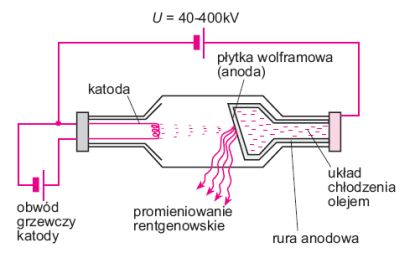 U = 40-400kV
płytka wolframowa
(anoda)
katoda
obwód
grzewczy
katody
promieniowanie
rentgenowskie
układ
chłodzenia
olejem
rura anodowa